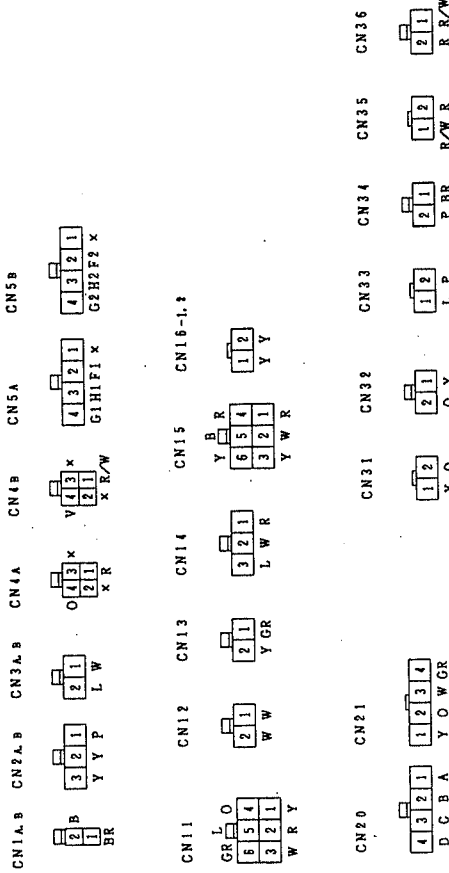 CN1A.B CN2A.B CN3A.B CN4A CN4B CN5A CN5B
2 B
1
BR
3 2 1
Y Y P
2 1
L W
O 4 3 x
2 1
x R
V 4 3 x
2 1
x R/W
4 3 2 1
G1 H1 F1 x
4 3 2 1
G2 H2 F2 x
CN11 CN12 CN13 CN14 CN15 CN16-1,2
GR L O
6 5 4
3 2 1
W R Y
2 1
W W
2 1
Y GR
3 2 1
L W R
Y B R
6 5 4
3 2 1
Y W R
1 2
Y Y
CN20 CN21 CN31 CN32 CN33 CN34 CN35 CN36
4 3 2 1
D C B A
1 2 3 4
Y O W GR
1 2
Y O
2 1
O Y
1 2
L P
2 1
P BR
1 2
R/W R
2 1
R R/W